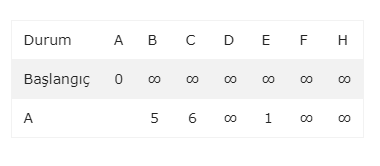 Durum A B C D E F H
Başlangıç 0 ∞ ∞ ∞ ∞ ∞ ∞
A 5 6 ∞ 1 ∞ ∞